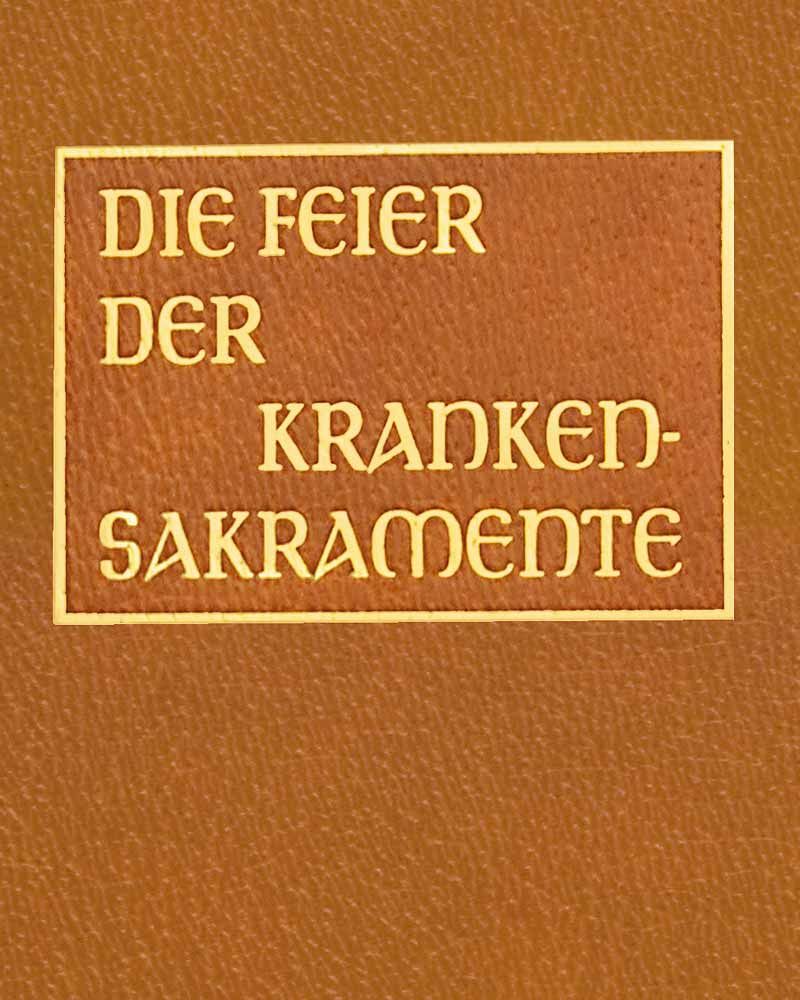 DIE FEIER
DER
KRANKEN-
SAKRAMENTE